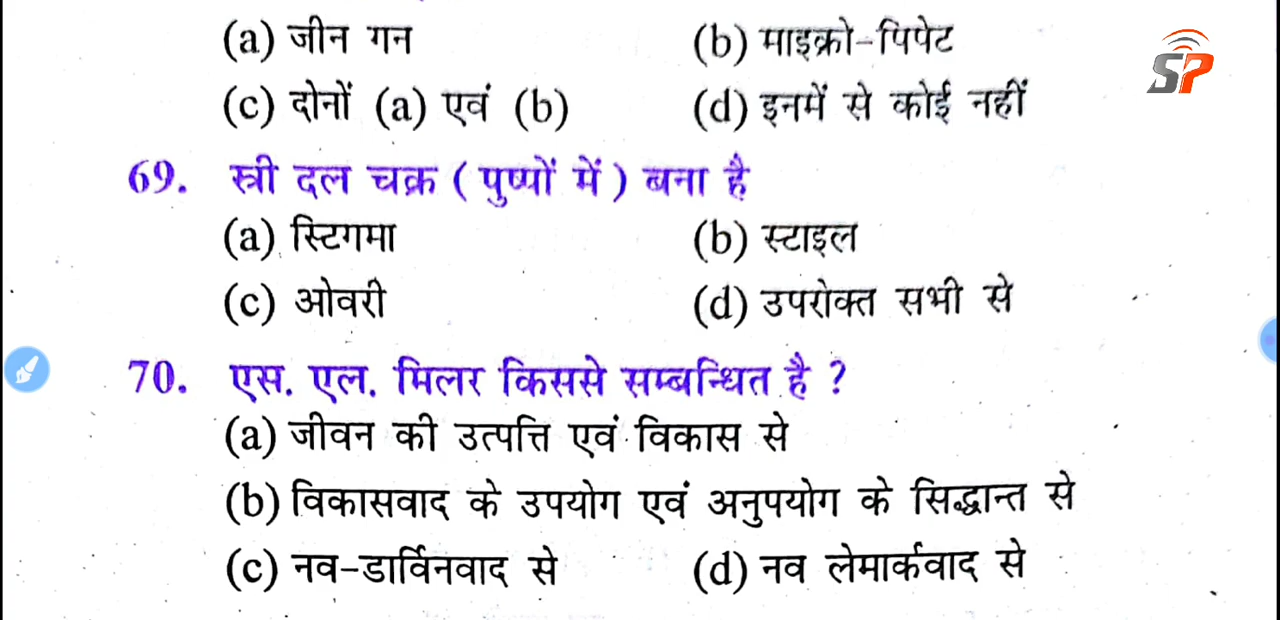 (a) जीन गन (b) माइक्रो-पिपेट
(c) दोनों (a) एवं (b) (d) इनमें से कोई नहीं
69. स्त्री दल चक्र ( पुष्पों में ) बना है
(a) स्टिगमा (b) स्टाइल
(c) ओवरी (d) उपरोक्त सभी से
70. एस. एल. मिलर किससे सम्बन्धित है ?
(a) जीवन की उत्पत्ति एवं विकास से
(b) विकासवाद के उपयोग एवं अनुपयोग के सिद्धान्त से
(c) नव-डार्विनवाद से (d) नव लेमार्कवाद से
SP